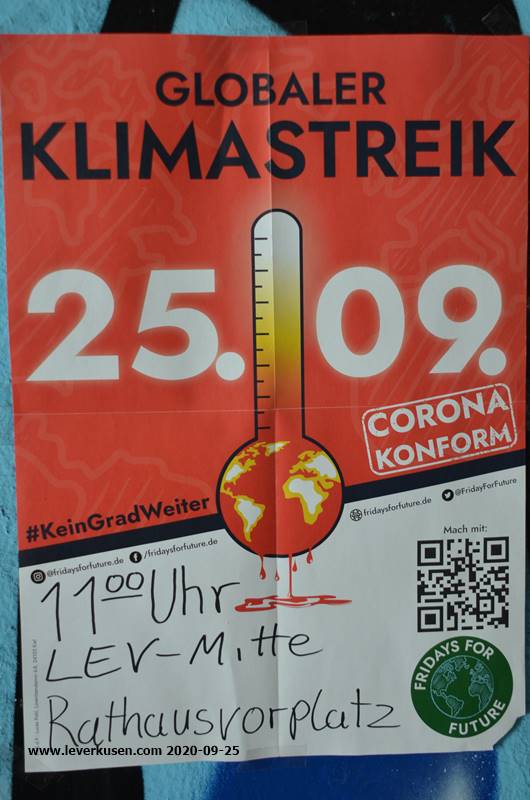 GLOBALER
KLIMASTREIK
25. 09.
CORONA
KONFORM
#KeinGradWeiter
@fridaysforfuture.de /fridaysforfuture.de
fridaysforfuture.de @FridayForFuture
Mach mit:
11⁰⁰ Uhr
LEV-Mitte
Rathausvorplatz
FRIDAYS FOR
FUTURE
www.leverkusen.com 2020-09-25